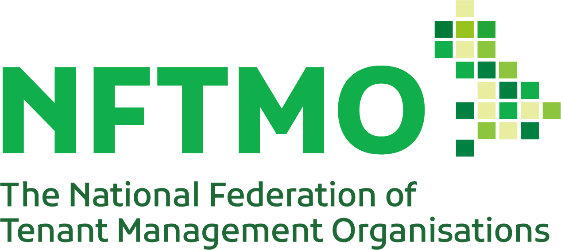 NFTMO
The National Federation of
Tenant Management Organisations